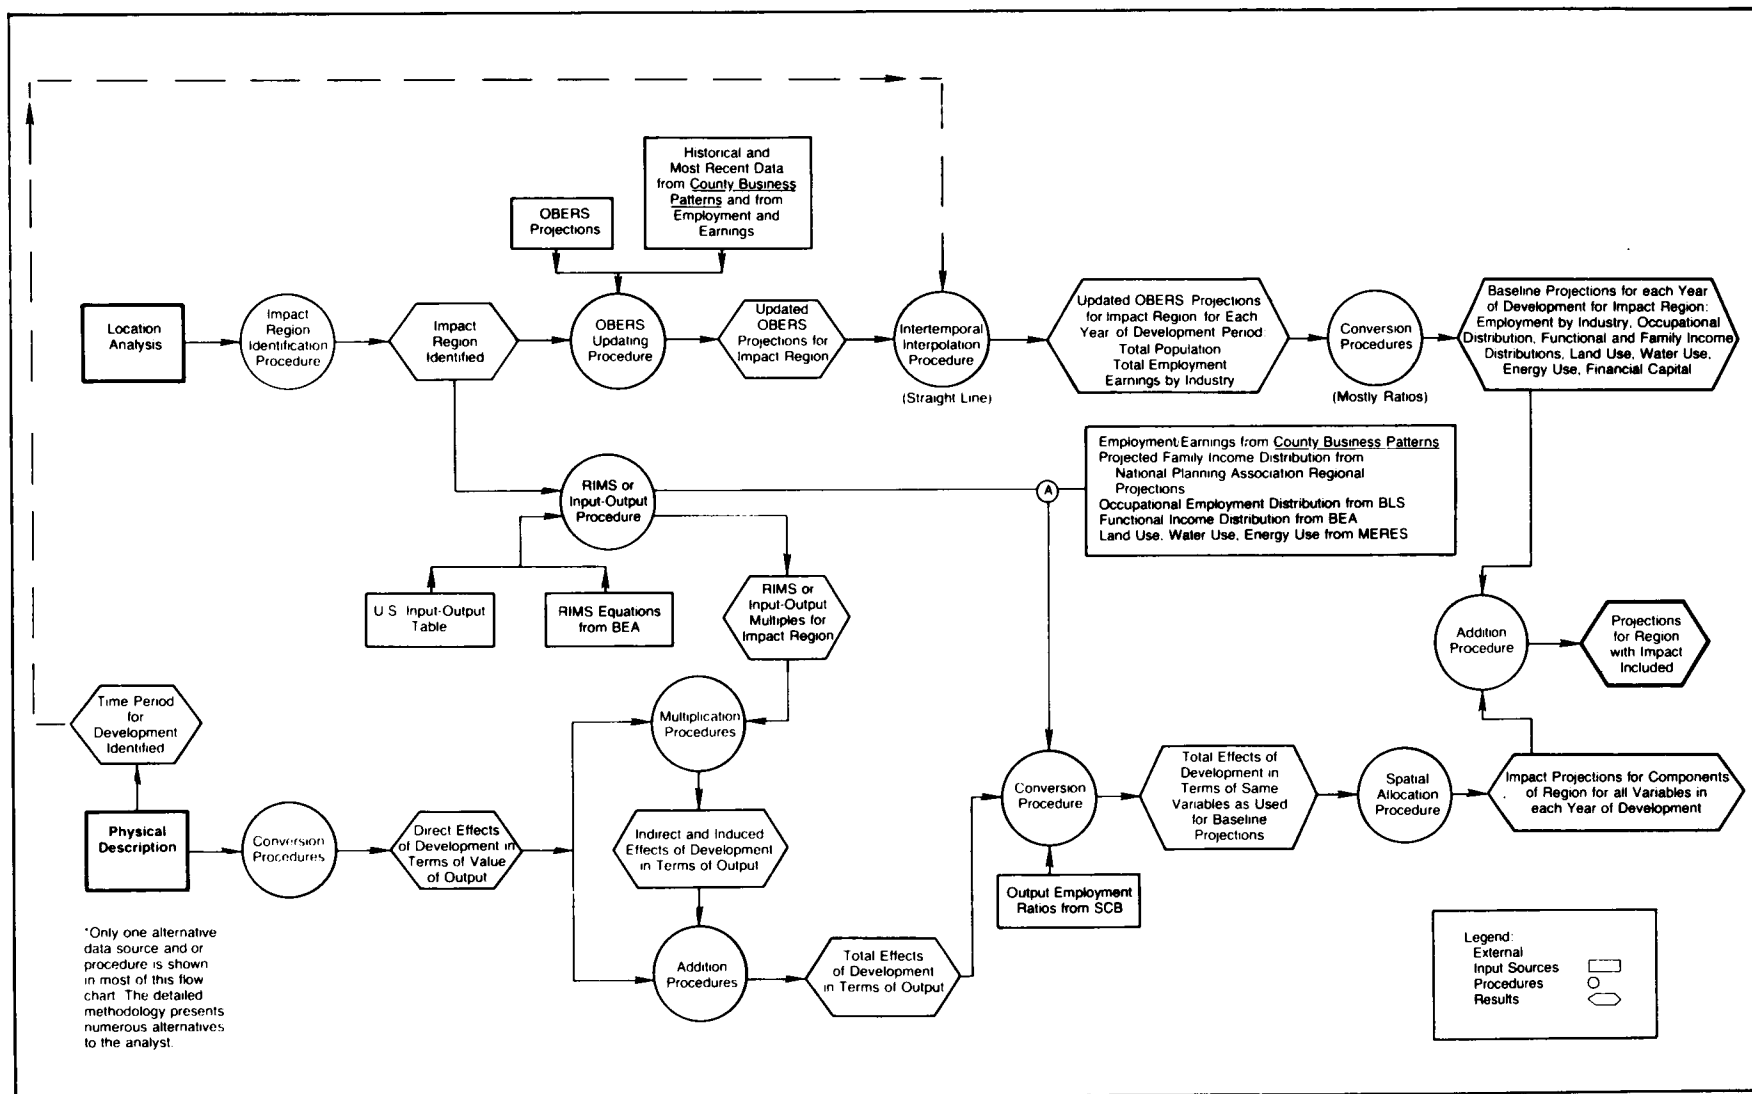 Historical and
Most Recent Data
from County Business
Patterns and from
Employment and
Earnings
OBERS
Projections
Location
Analysis
Impact
Region
Identification
Procedure
Impact
Region
Identified
OBERS
Updating
Procedure
Updated
OBERS
Projections for
Impact Region
Intertemporal
Interpolation
Procedure
(Straight Line)
Updated OBERS Projections
for Impact Region for Each
Year of Development Period:
Total Population
Total Employment
Earnings by Industry
Conversion
Procedures
(Mostly Ratios)
Baseline Projections for each Year
of Development for Impact Region:
Employment by Industry, Occupational
Distribution, Functional and Family Income
Distributions, Land Use, Water Use,
Energy Use, Financial Capital
RIMS or
Input-Output
Procedure
A
Employment/Earnings from County Business Patterns
Projected Family Income Distribution from
National Planning Association Regional
Projections
Occupational Employment Distribution from BLS
Functional Income Distribution from BEA
Land Use, Water Use, Energy Use from MERES
U.S. Input-Output
Table
RIMS Equations
from BEA
RIMS or
Input-Output
Multiples for
Impact Region
Addition
Procedure
Projections
for Region
with Impact
Included
Time Period
for
Development
Identified
Multiplication
Procedures
Physical
Description
Conversion
Procedures
Direct Effects
of Development in
Terms of Value
of Output
Indirect and Induced
Effects of Development
in Terms of Output
Conversion
Procedure
Total Effects of
Development in
Terms of Same
Variables as Used
for Baseline
Projections
Spatial
Allocation
Procedure
Impact Projections for Components
of Region for all Variables in
each Year of Development
Output Employment
Ratios from SCB
Addition
Procedures
Total Effects
of Development
in Terms of Output
*Only one alternative
data source and or
procedure is shown
in most of this flow
chart. The detailed
methodology presents
numerous alternatives
to the analyst.
Legend:
External
Input Sources
Procedures
Results